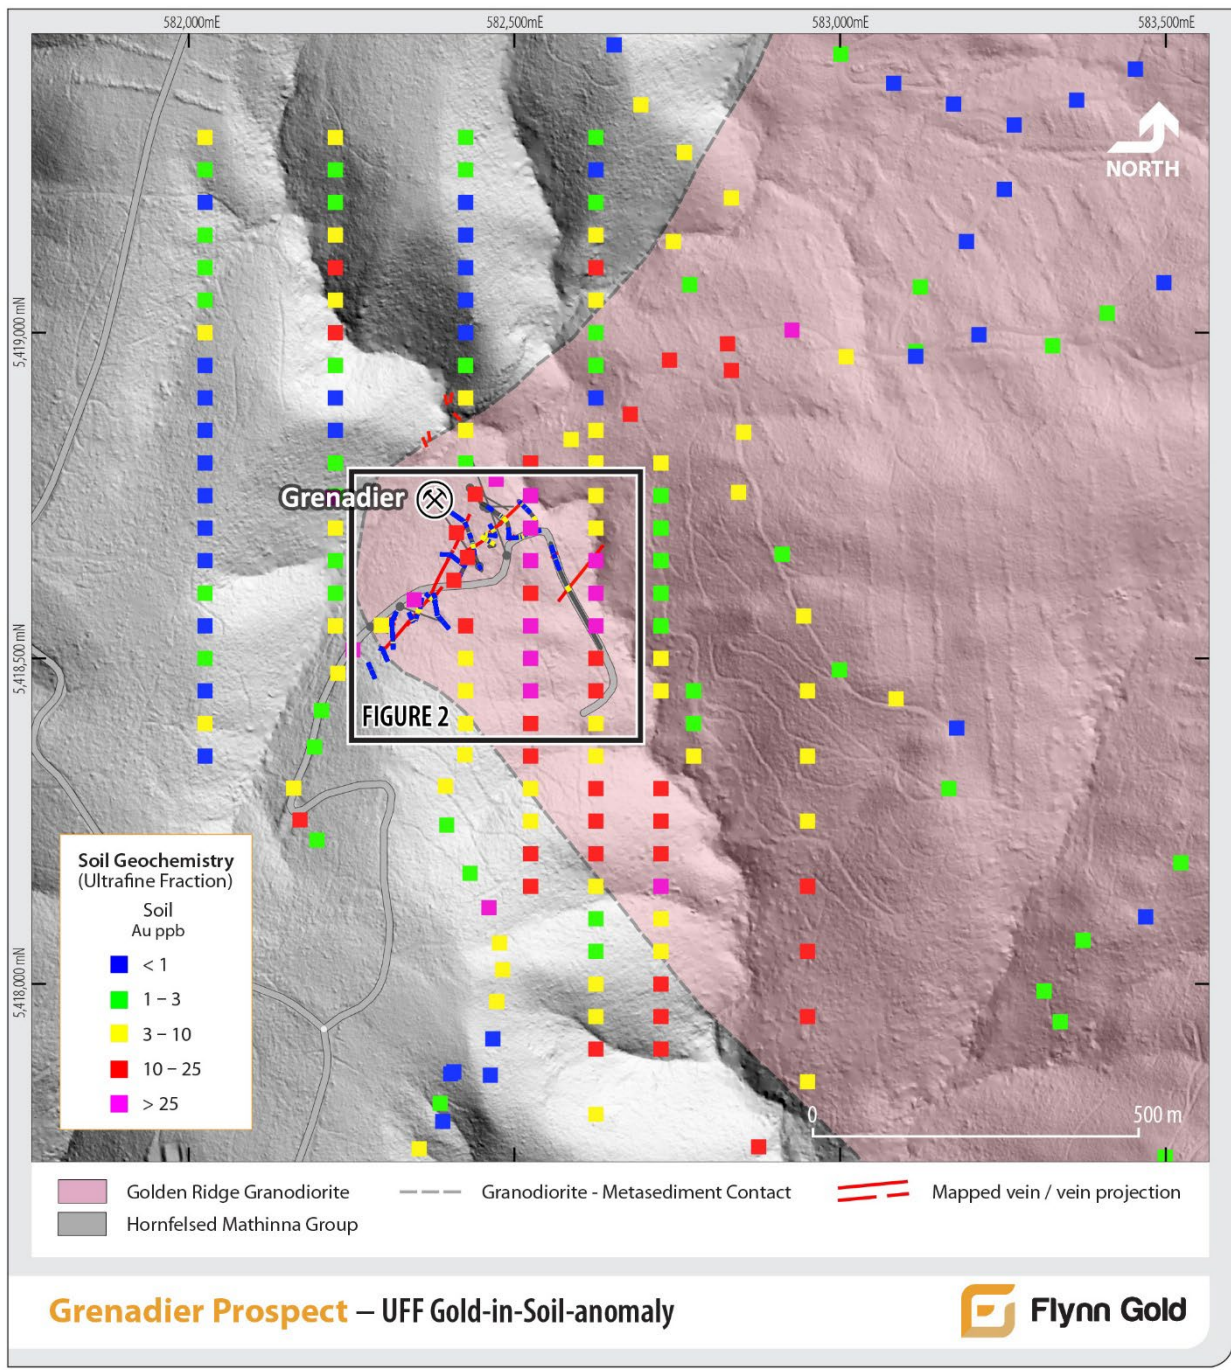 582,000mE
582,500mE
583,000mE
583,500mE
NORTH
5,419,000 mN
Grenadier
5,418,500 mN
FIGURE 2
Soil Geochemistry
(Ultrafine Fraction)
Soil
Au ppb
< 1
1 – 3
3 – 10
10 – 25
> 25
5,418,000 mN
0
500 m
Golden Ridge Granodiorite
Granodiorite - Metasediment Contact
Mapped vein / vein projection
Hornfelsed Mathinna Group
Grenadier Prospect – UFF Gold-in-Soil-anomaly
Flynn Gold